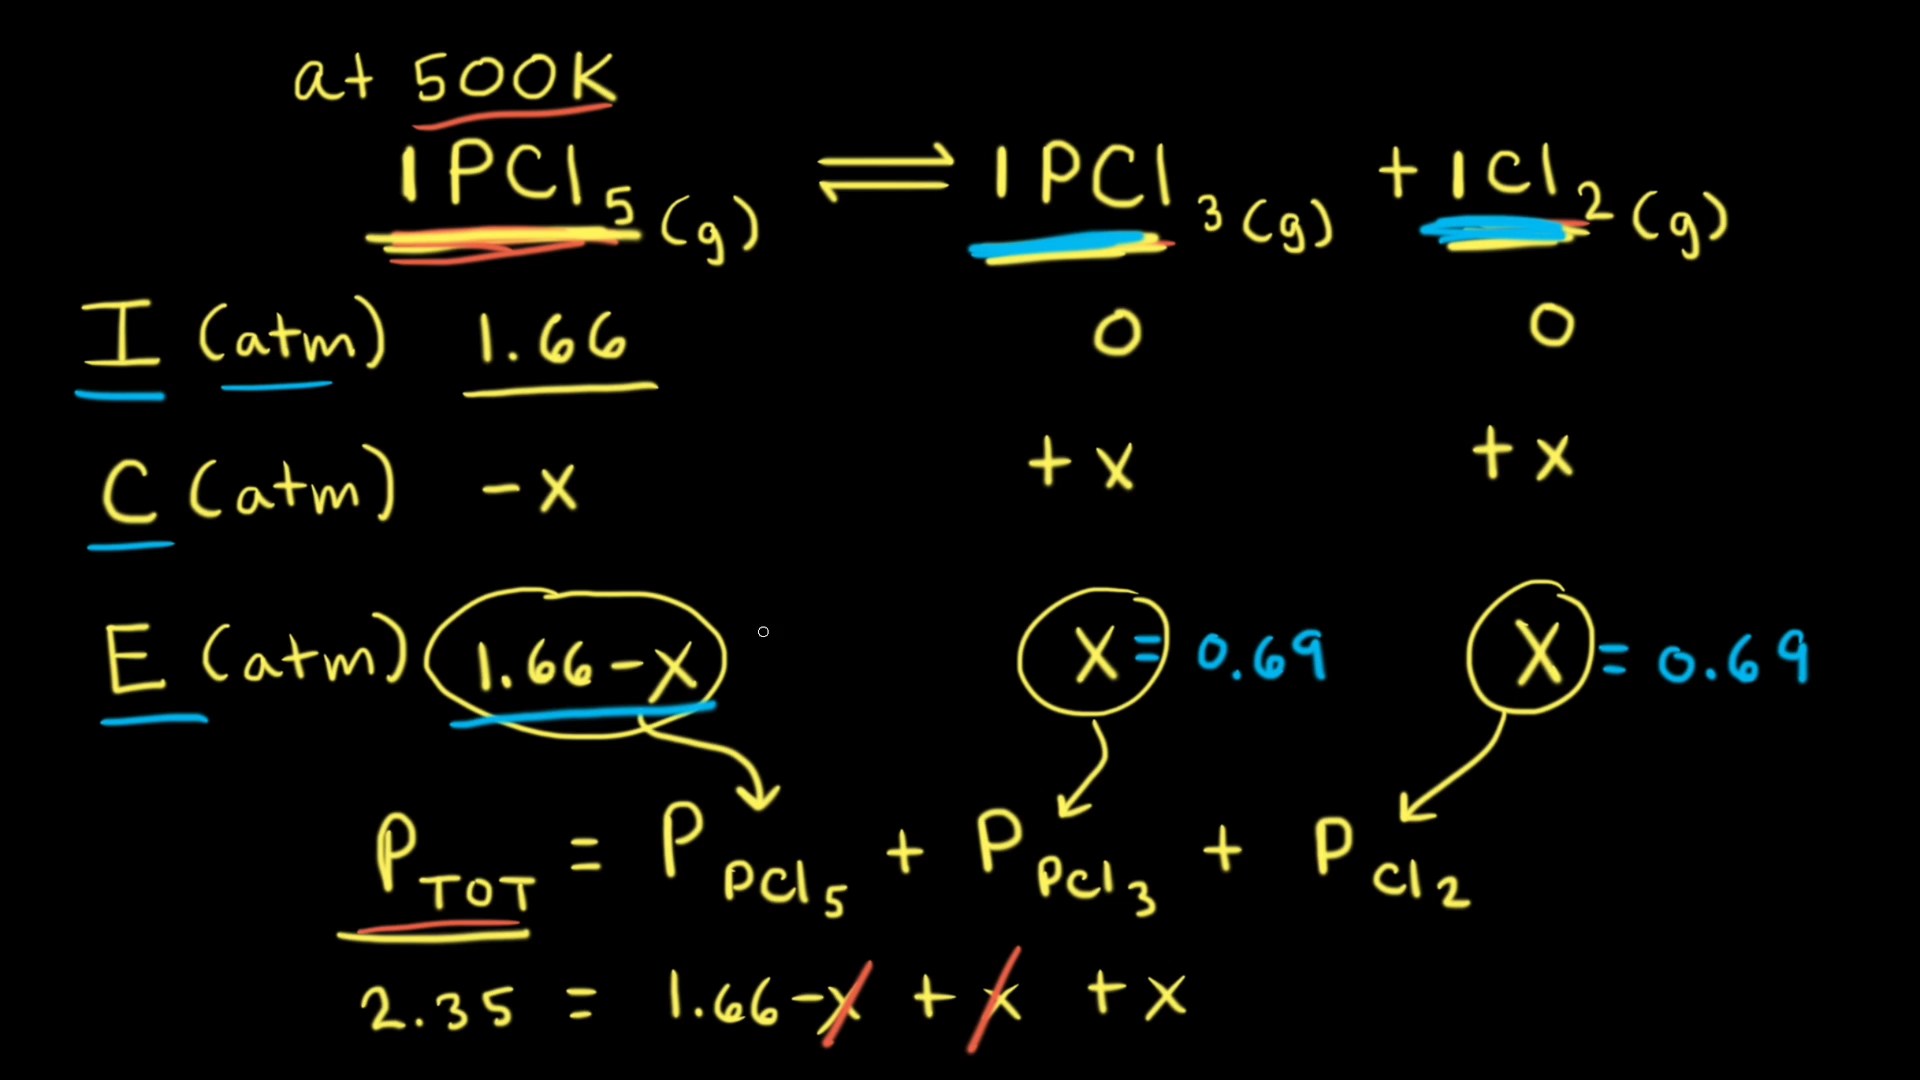 at 500K
1PCl5(g) ⇌ 1PCl3(g) + 1Cl2(g)
I (atm) 1.66 0 0
C (atm) -x +x +x
E (atm) 1.66-x x = 0.69 x = 0.69
PTOT = PPCl5 + PPCl3 + PCl2
2.35 = 1.66-x + x + x